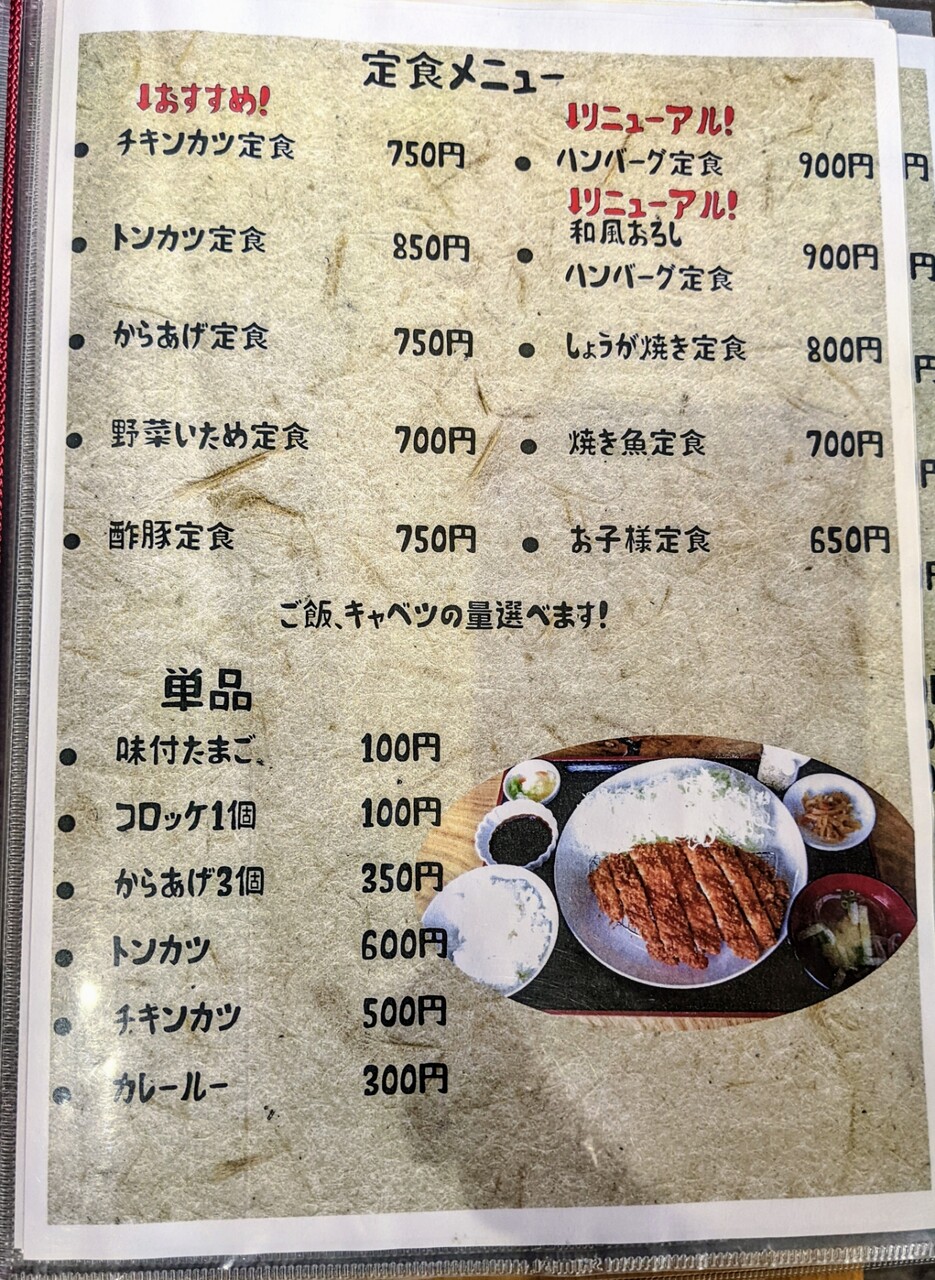 定食メニュー
↓おすすめ!
チキンカツ定食 750円
トンカツ定食 850円
からあげ定食 750円
野菜いため定食 700円
酢豚定食 750円
↓リニューアル!
ハンバーグ定食 900円
↓リニューアル!
和風おろし
ハンバーグ定食 900円
しょうが焼き定食 800円
焼き魚定食 700円
お子様定食 650円
ご飯、キャベツの量選べます!
単品
味付たまご 100円
コロッケ1個 100円
からあげ3個 350円
トンカツ 600円
チキンカツ 500円
カレールー 300円
円
円
円
円